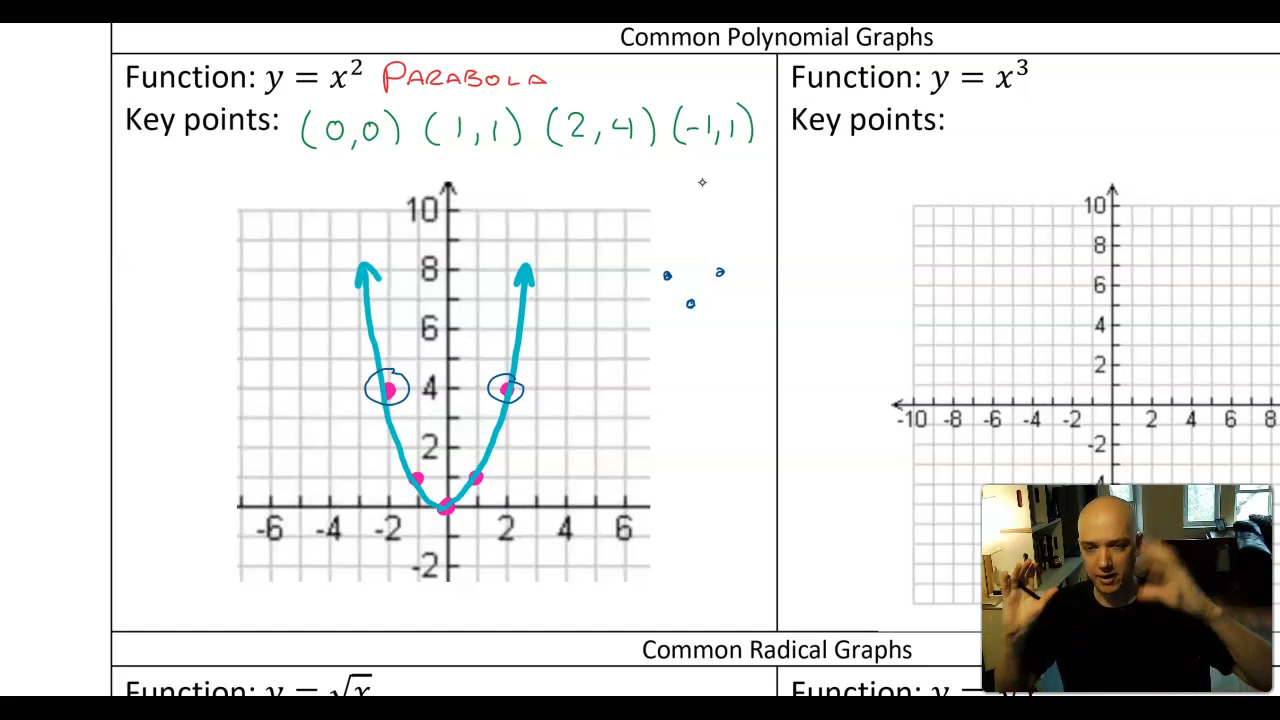 Common Polynomial Graphs
Function: y = x² PARABOLA
Key points: (0,0) (1,1) (2,4) (-1,1)
10
8
6
4
2
-6 -4 -2 2 4 6
-2
Function: y = x³
Key points:
10
8
6
4
2
-10 -8 -6 -4 -2 2 4 6 8
-2
Common Radical Graphs
Function: y = √x
Function: y =